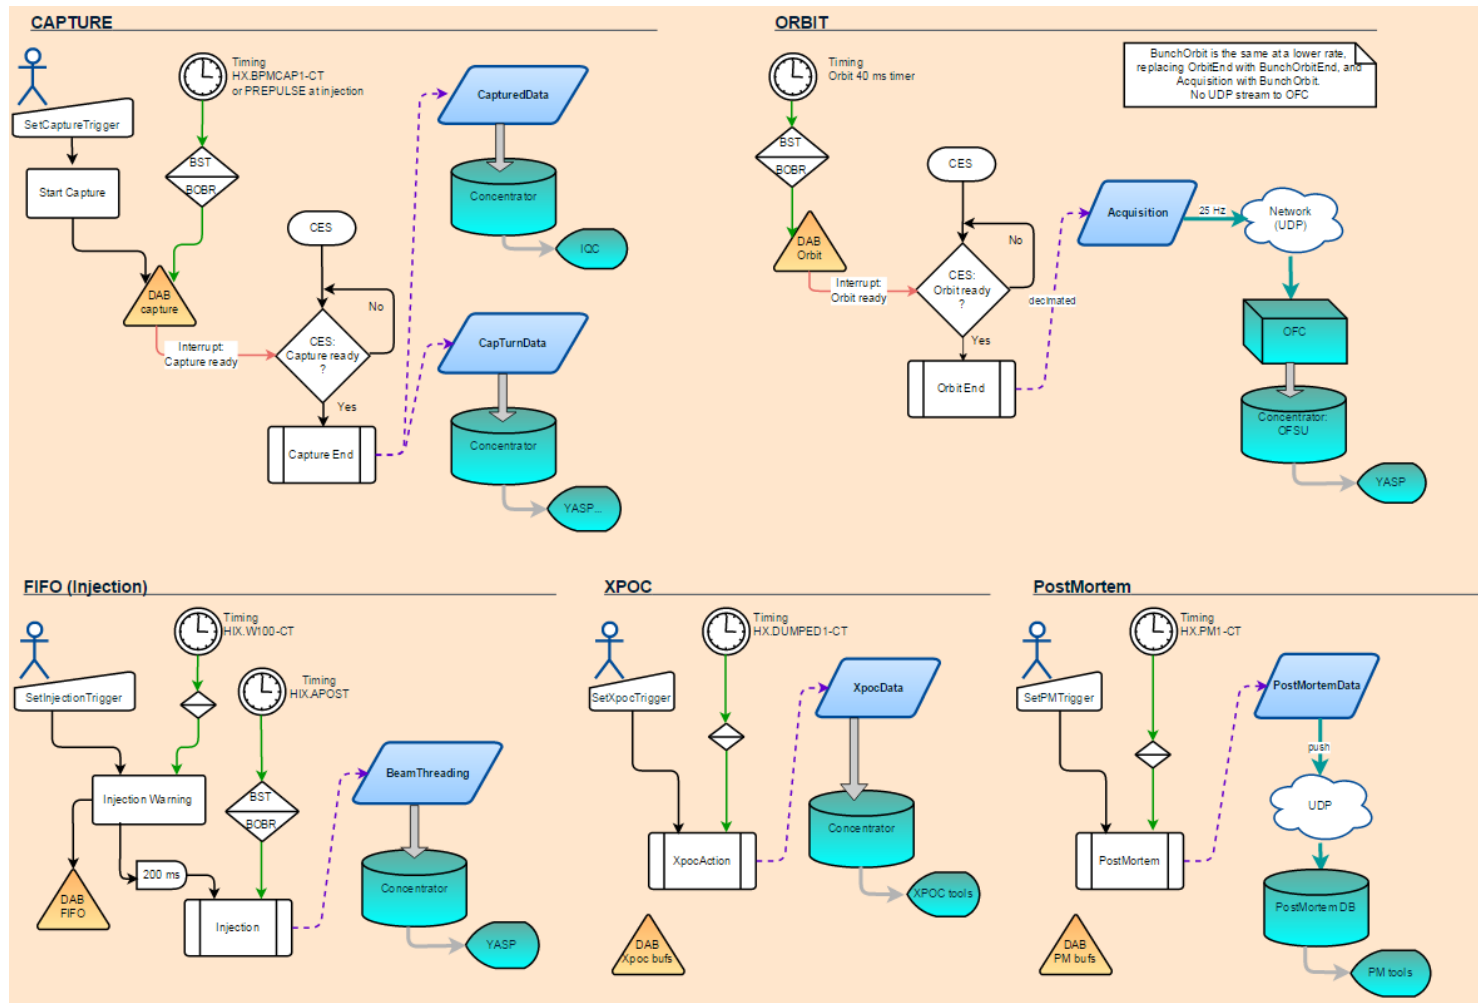 CAPTURE
Timing
HX.BPMCAP1-CT
or PREPULSE at injection
SetCaptureTrigger
Start Capture
BST
BOBR
DAB
capture
Interrupt:
Capture ready
CES
No
CES:
Capture ready
?
Yes
Capture End
CapturedData
Concentrator
IQC
CapTurnData
Concentrator
YASP...
ORBIT
Timing
Orbit 40 ms timer
BunchOrbit is the same at a lower rate,
replacing OrbitEnd with BunchOrbitEnd, and
Acquisition with BunchOrbit.
No UDP stream to OFC
BST
BOBR
DAB
Orbit
Interrupt:
Orbit ready
CES
No
CES:
Orbit ready
?
Yes
OrbitEnd
decimated
Acquisition
25 Hz
Network
(UDP)
OFC
Concentrator:
OFSU
YASP
FIFO (Injection)
Timing
HIX.W100-CT
Timing
HIX.APOST
SetInjectionTrigger
Injection Warning
BST
BOBR
200 ms
DAB
FIFO
Injection
BeamThreading
Concentrator
YASP
XPOC
Timing
HX.DUMPED1-CT
SetXpocTrigger
XpocAction
DAB
Xpoc bufs
XpocData
Concentrator
XPOC tools
PostMortem
Timing
HX.PM1-CT
SetPMTrigger
PostMortem
DAB
PM bufs
PostMortemData
push
UDP
PostMortem DB
PM tools